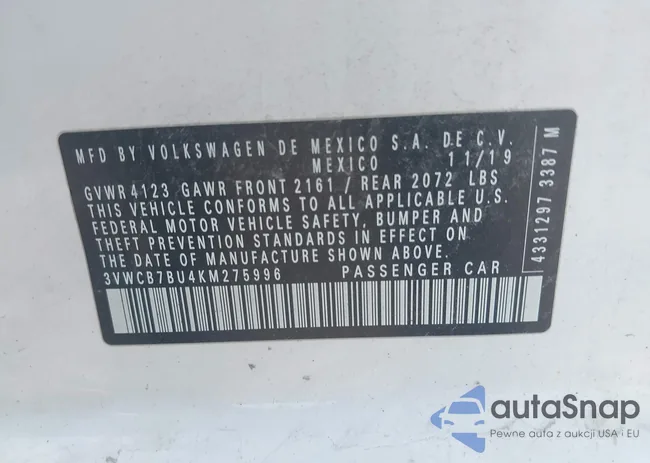 MFD BY VOLKSWAGEN DE MEXICO S.A. DE C.V.
MEXICO 11/19
GVWR 4123 GAWR FRONT 2161 / REAR 2072 LBS
THIS VEHICLE CONFORMS TO ALL APPLICABLE U.S.
FEDERAL MOTOR VEHICLE SAFETY, BUMPER AND
THEFT PREVENTION STANDARDS IN EFFECT ON
THE DATE OF MANUFACTURE SHOWN ABOVE.
3VWCB7BU4KM275996 PASSENGER CAR
4331297 3387 M
autoSnap
Pewne auta z aukcji USA i EU